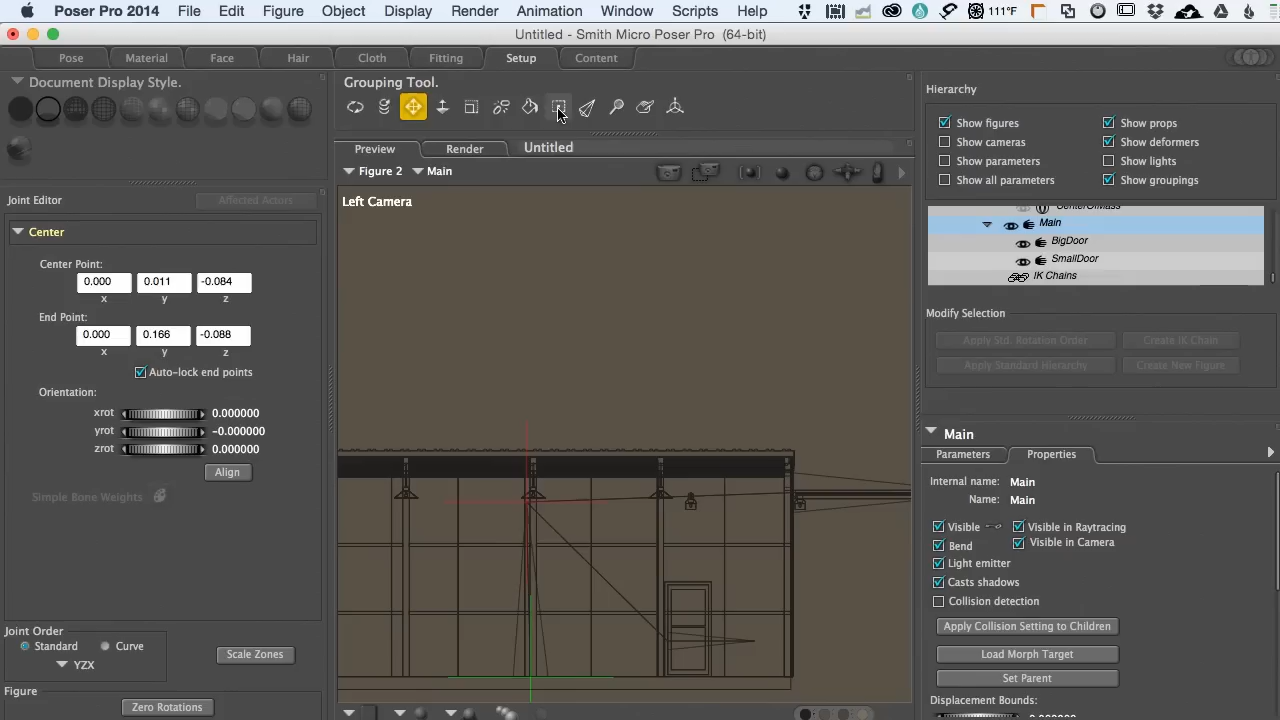 Poser Pro 2014 File Edit Figure Object Display Render Animation Window Scripts Help 111°F
Untitled - Smith Micro Poser Pro (64-bit)
Pose Material Face Hair Cloth Fitting Setup Content
Document Display Style.
Grouping Tool.
Hierarchy
Show figures Show props
Show cameras Show deformers
Show parameters Show lights
Show all parameters Show groupings
Preview Render Untitled
Figure 2 Main
Left Camera
Joint Editor Affected Actors
Center
Center Point:
0.000 0.011 -0.084
x y z
End Point:
0.000 0.166 -0.088
x y z
Auto-lock end points
Orientation:
xrot 0.000000
yrot -0.000000
zrot 0.000000
Align
Simple Bone Weights
Joint Order
Standard Curve
YZX
Scale Zones
Figure
Zero Rotations
CenterOfMass
Main
BigDoor
SmallDoor
IK Chains
Modify Selection
Apply Std. Rotation Order Create IK Chain
Apply Standard Hierarchy Create New Figure
Main
Parameters Properties
Internal name: Main
Name: Main
Visible Visible in Raytracing
Bend Visible in Camera
Light emitter
Casts shadows
Collision detection
Apply Collision Setting to Children
Load Morph Target
Set Parent
Displacement Bounds:
0.000000